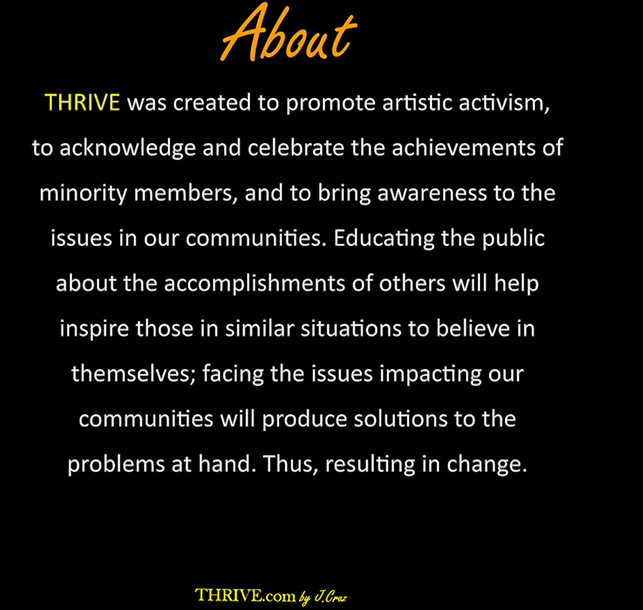 About
THRIVE was created to promote artistic activism,
to acknowledge and celebrate the achievements of
minority members, and to bring awareness to the
issues in our communities. Educating the public
about the accomplishments of others will help
inspire those in similar situations to believe in
themselves; facing the issues impacting our
communities will produce solutions to the
problems at hand. Thus, resulting in change.
THRIVE.com by J.Cruz